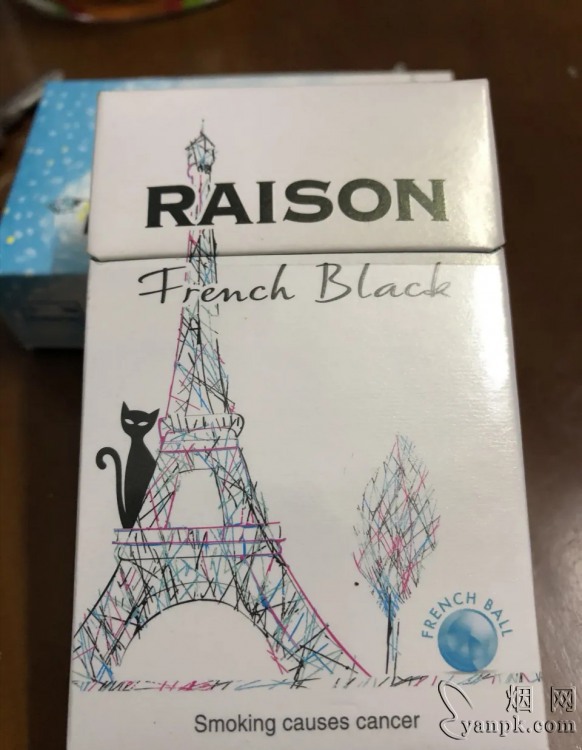 RAISON
French Black
FRENCH BALL
Smoking causes cancer
烟网
yanpk.com